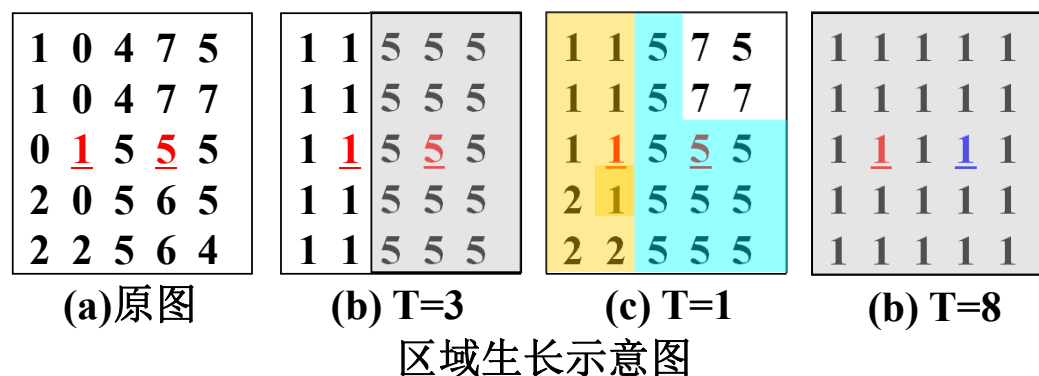 1 0 4 7 5
1 0 4 7 7
0 1 5 5 5
2 0 5 6 5
2 2 5 6 4
(a)原图
1 1 5 5 5
1 1 5 5 5
1 1 5 5 5
1 1 5 5 5
1 1 5 5 5
(b) T=3
1 1 5 7 5
1 1 5 7 7
1 1 5 5 5
2 1 5 5 5
2 2 5 5 5
(c) T=1
1 1 1 1 1
1 1 1 1 1
1 1 1 1 1
1 1 1 1 1
1 1 1 1 1
(b) T=8
区域生长示意图